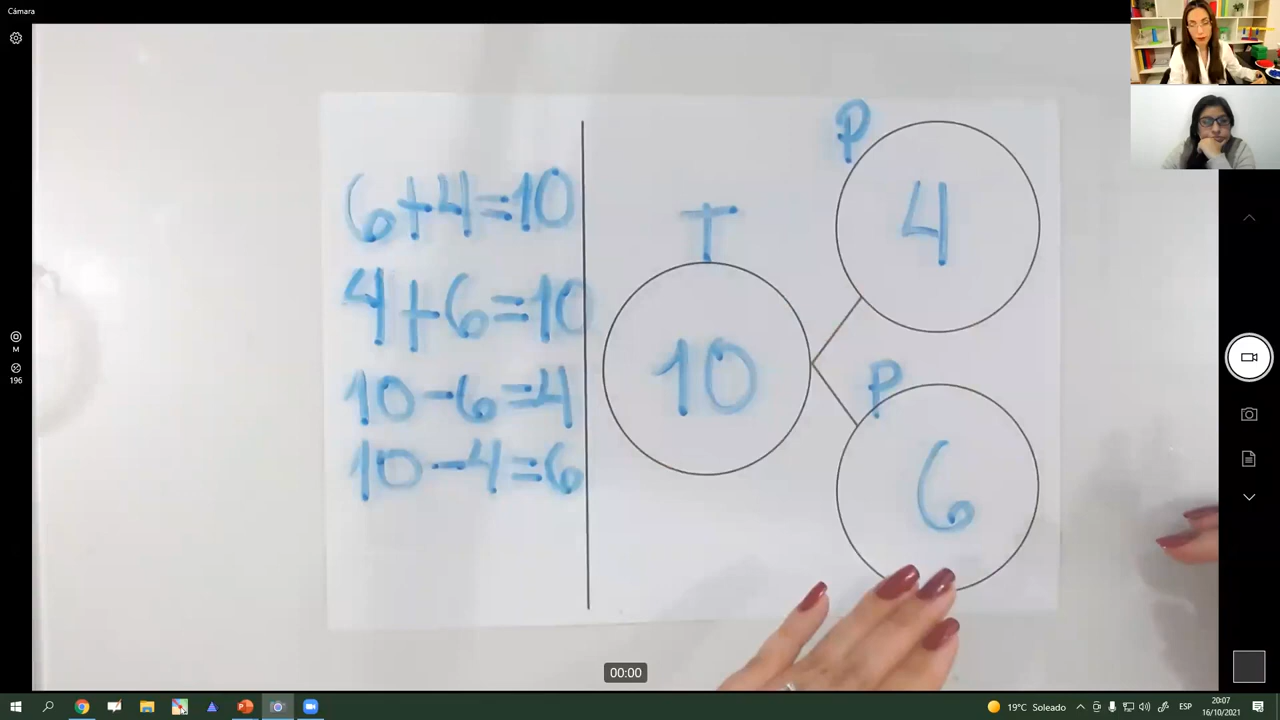 Cámara
6+4=10
4+6=10
10-6=4
10-4=6
T
10
P
4
P
6
M
196
00:00
19°C Soleado
ESP
20:07
16/10/2021